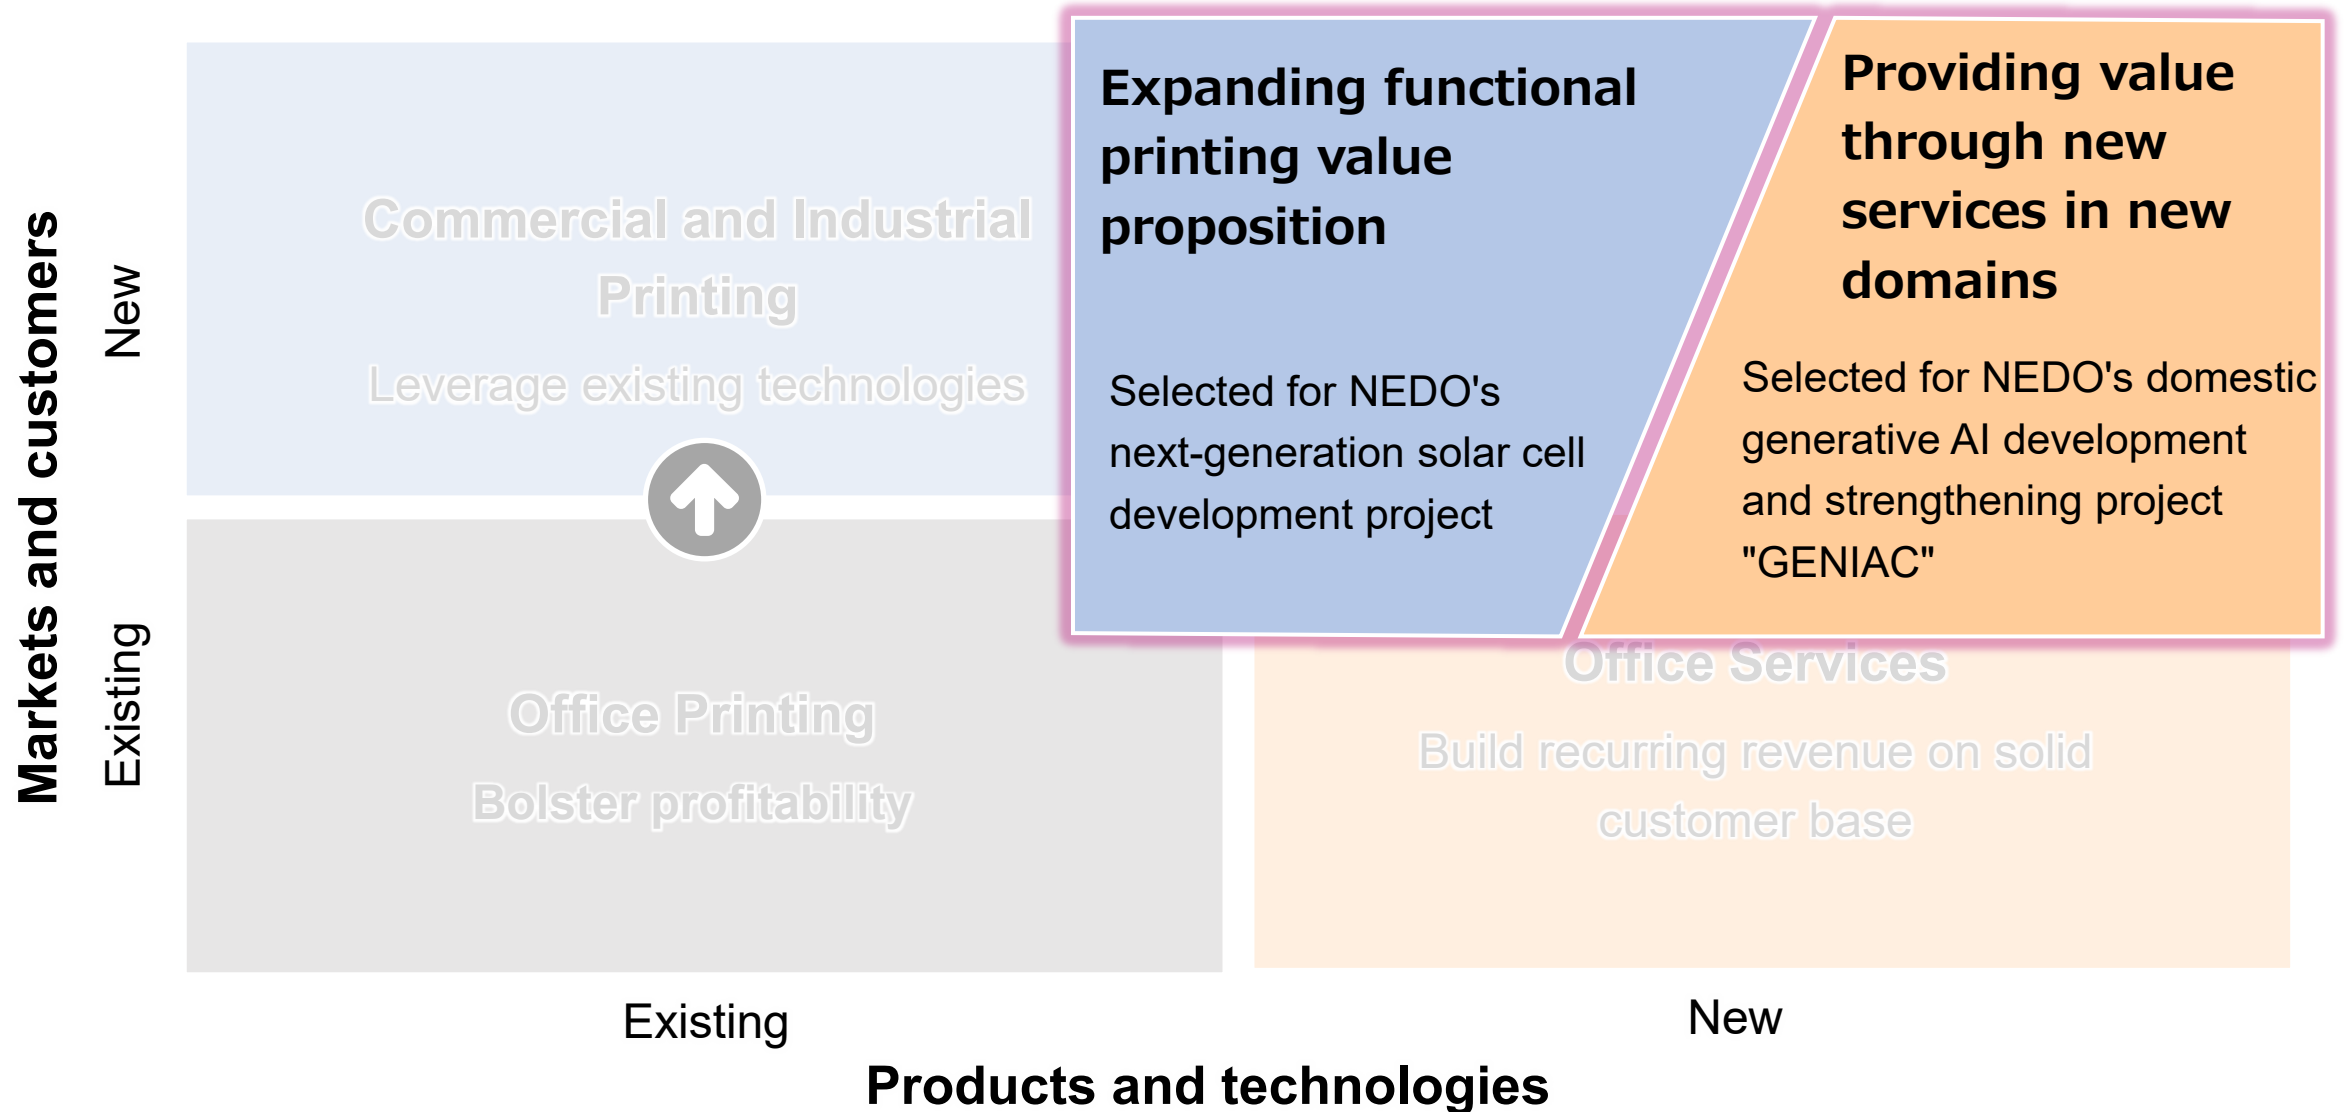 Markets and customers
New
Existing
Commercial and Industrial
Printing
Leverage existing technologies
Expanding functional
printing value
proposition
Selected for NEDO's
next-generation solar cell
development project
Providing value
through new
services in new
domains
Selected for NEDO's domestic
generative AI development
and strengthening project
"GENIAC"
Office Printing
Bolster profitability
Office Services
Build recurring revenue on solid
customer base
Existing
New
Products and technologies